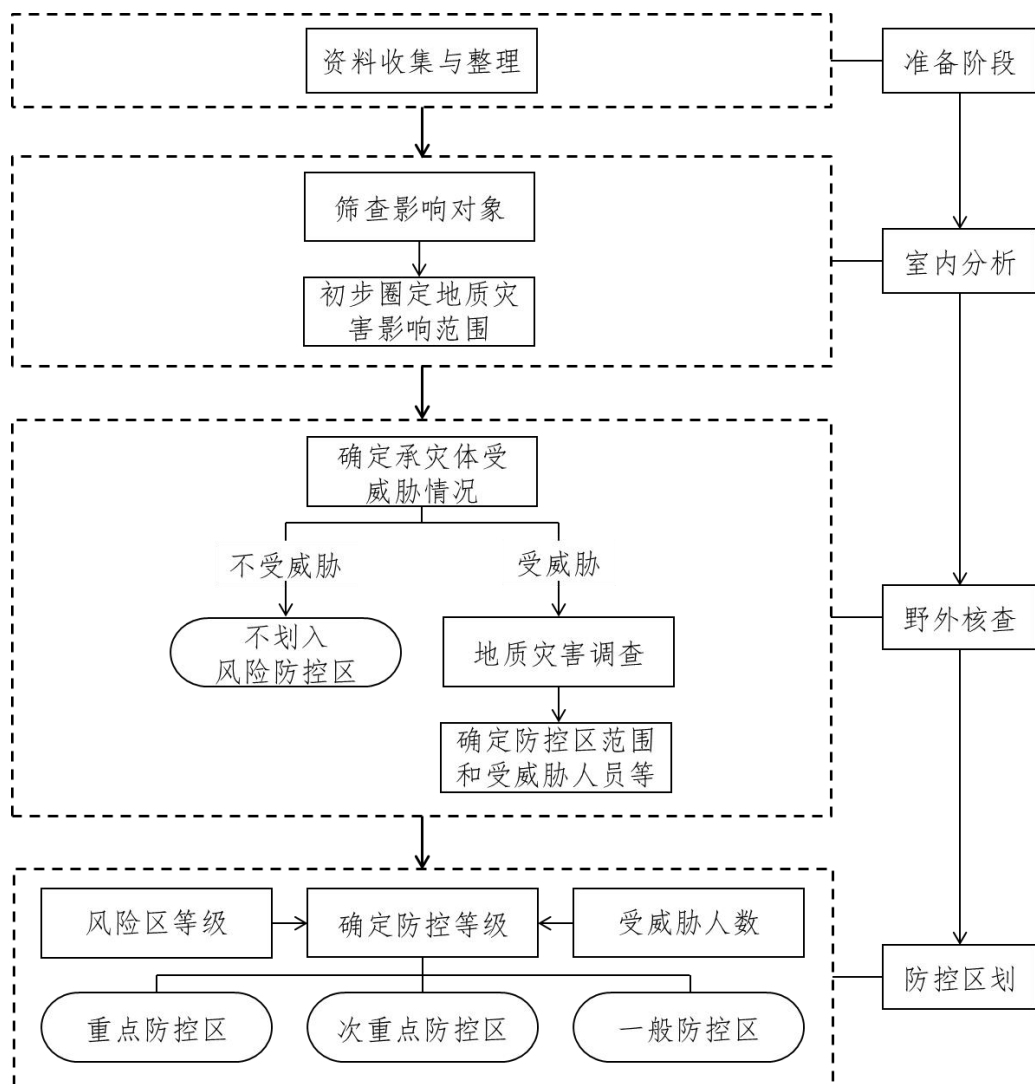 资料收集与整理
准备阶段
筛查影响对象
室内分析
初步圈定地质灾
害影响范围
确定承灾体受
威胁情况
不受威胁
受威胁
不划入
风险防控区
地质灾害调查
野外核查
确定防控区范围
和受威胁人员等
风险区等级
确定防控等级
受威胁人数
防控区划
重点防控区
次重点防控区
一般防控区